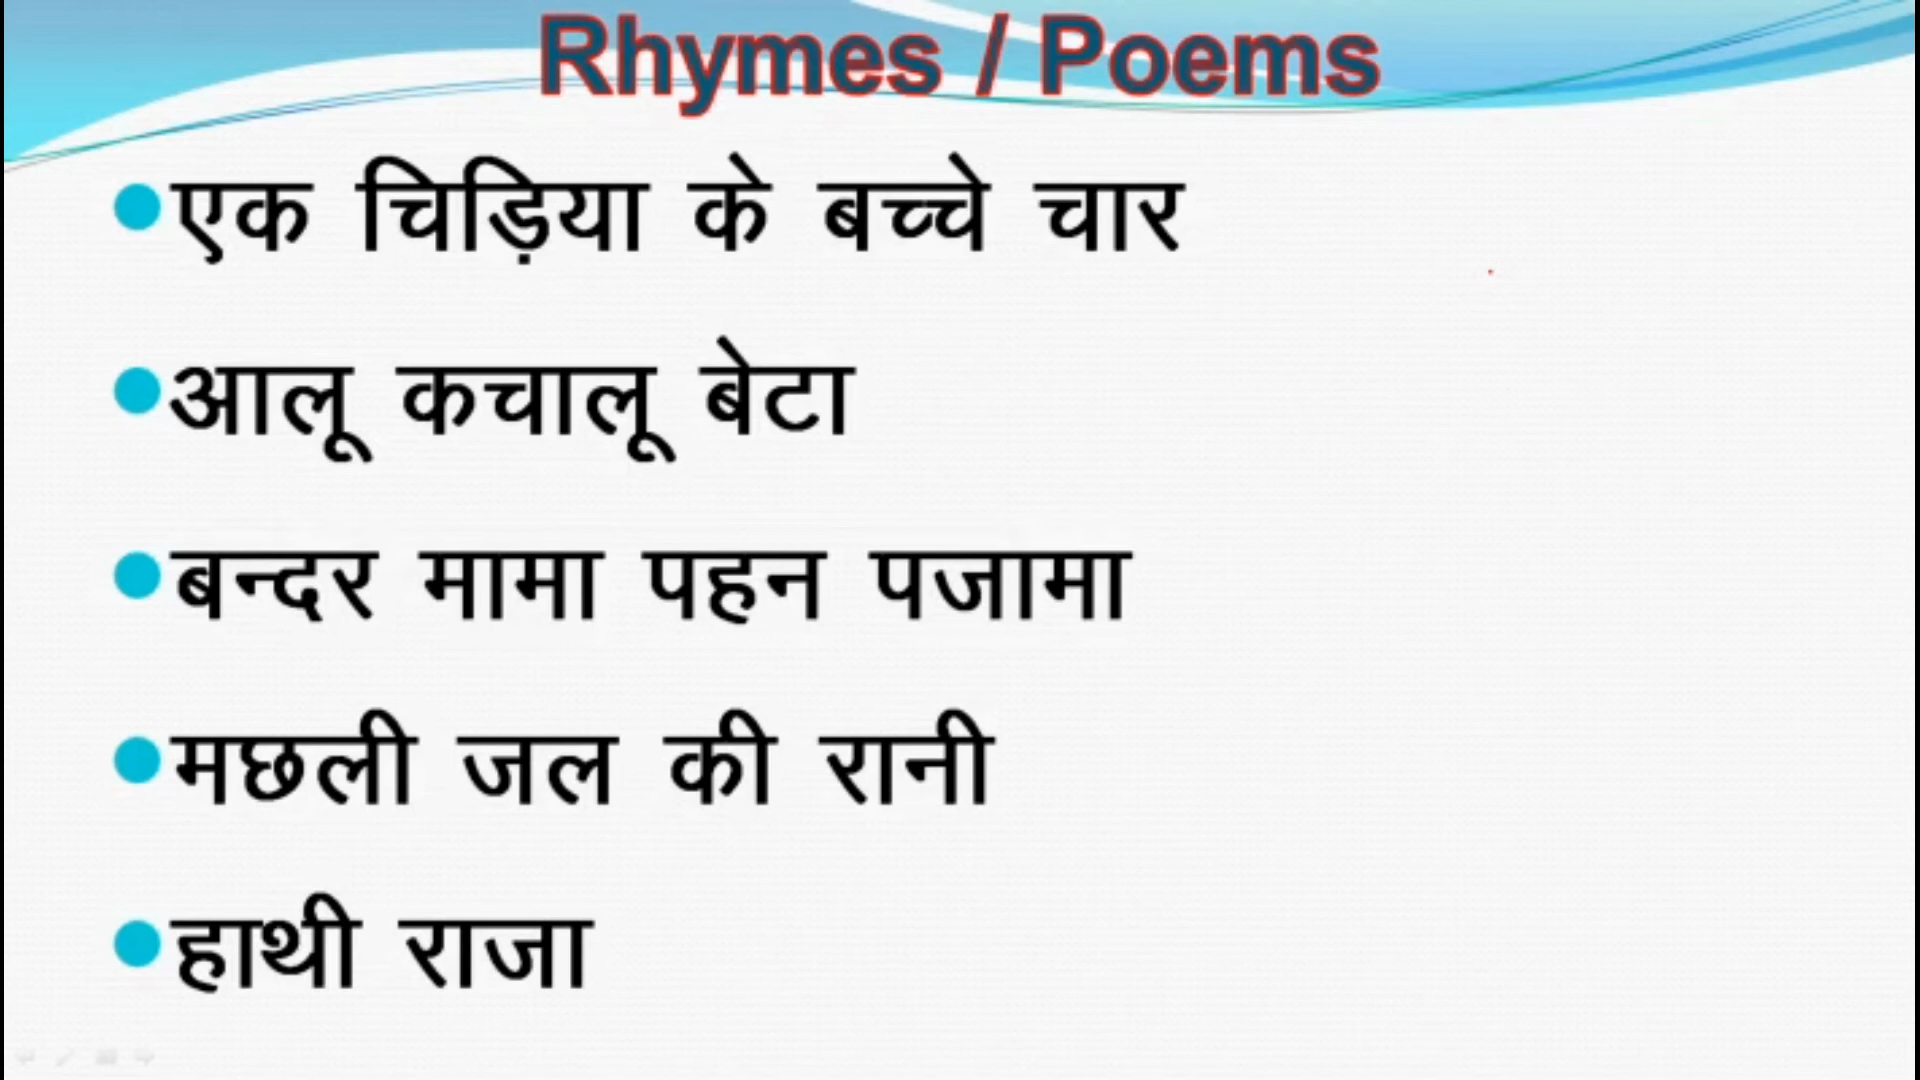 Rhymes / Poems
•एक चिड़िया के बच्चे चार
•आलू कचालू बेटा
•बन्दर मामा पहन पजामा
•मछली जल की रानी
•हाथी राजा